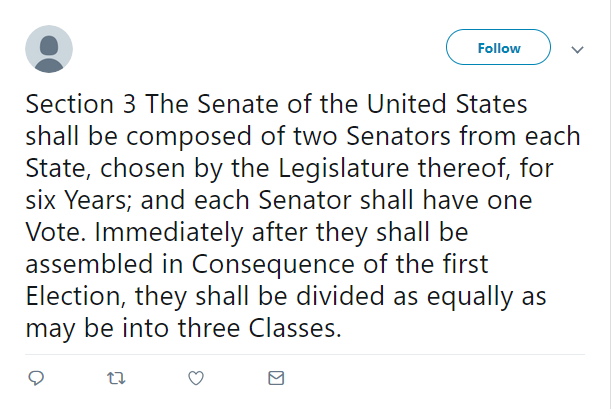 Follow
Section 3 The Senate of the United States
shall be composed of two Senators from each
State, chosen by the Legislature thereof, for
six Years; and each Senator shall have one
Vote. Immediately after they shall be
assembled in Consequence of the first
Election, they shall be divided as equally as
may be into three Classes.